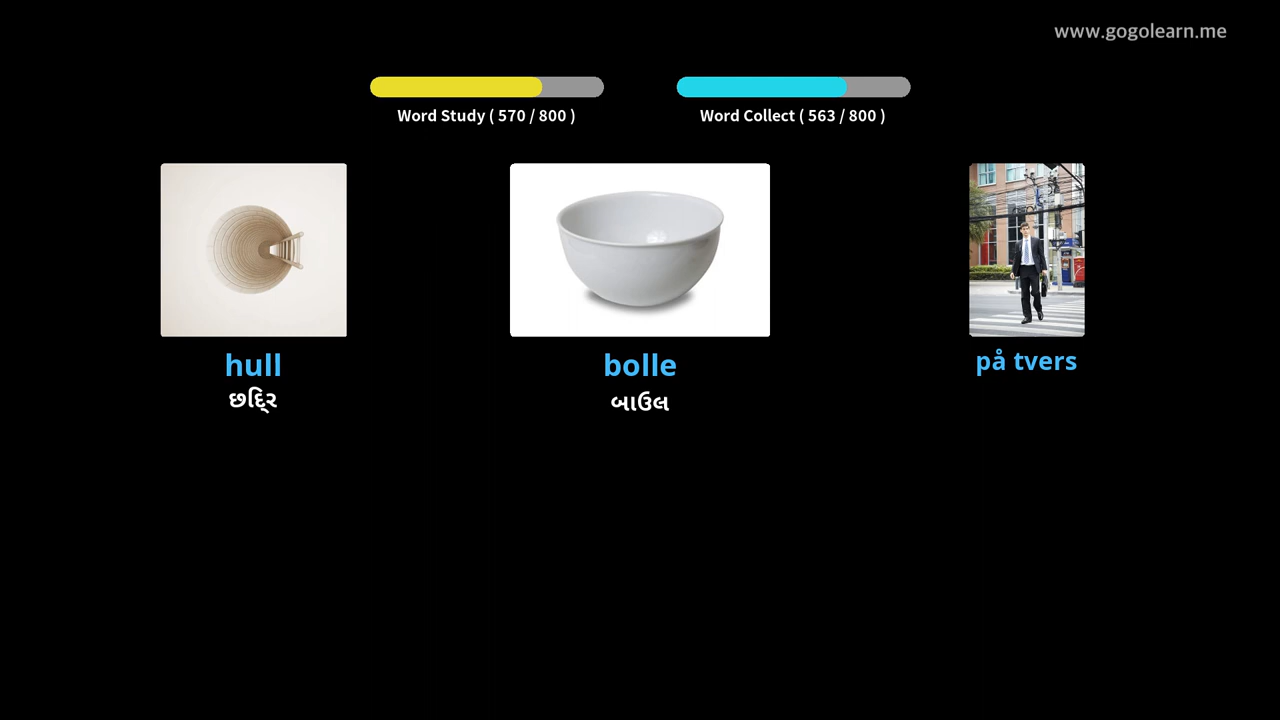 www.gogolearn.me
Word Study ( 570 / 800 )
Word Collect ( 563 / 800 )
hull
છિદ્ર
bolle
બાઉલ
på tvers